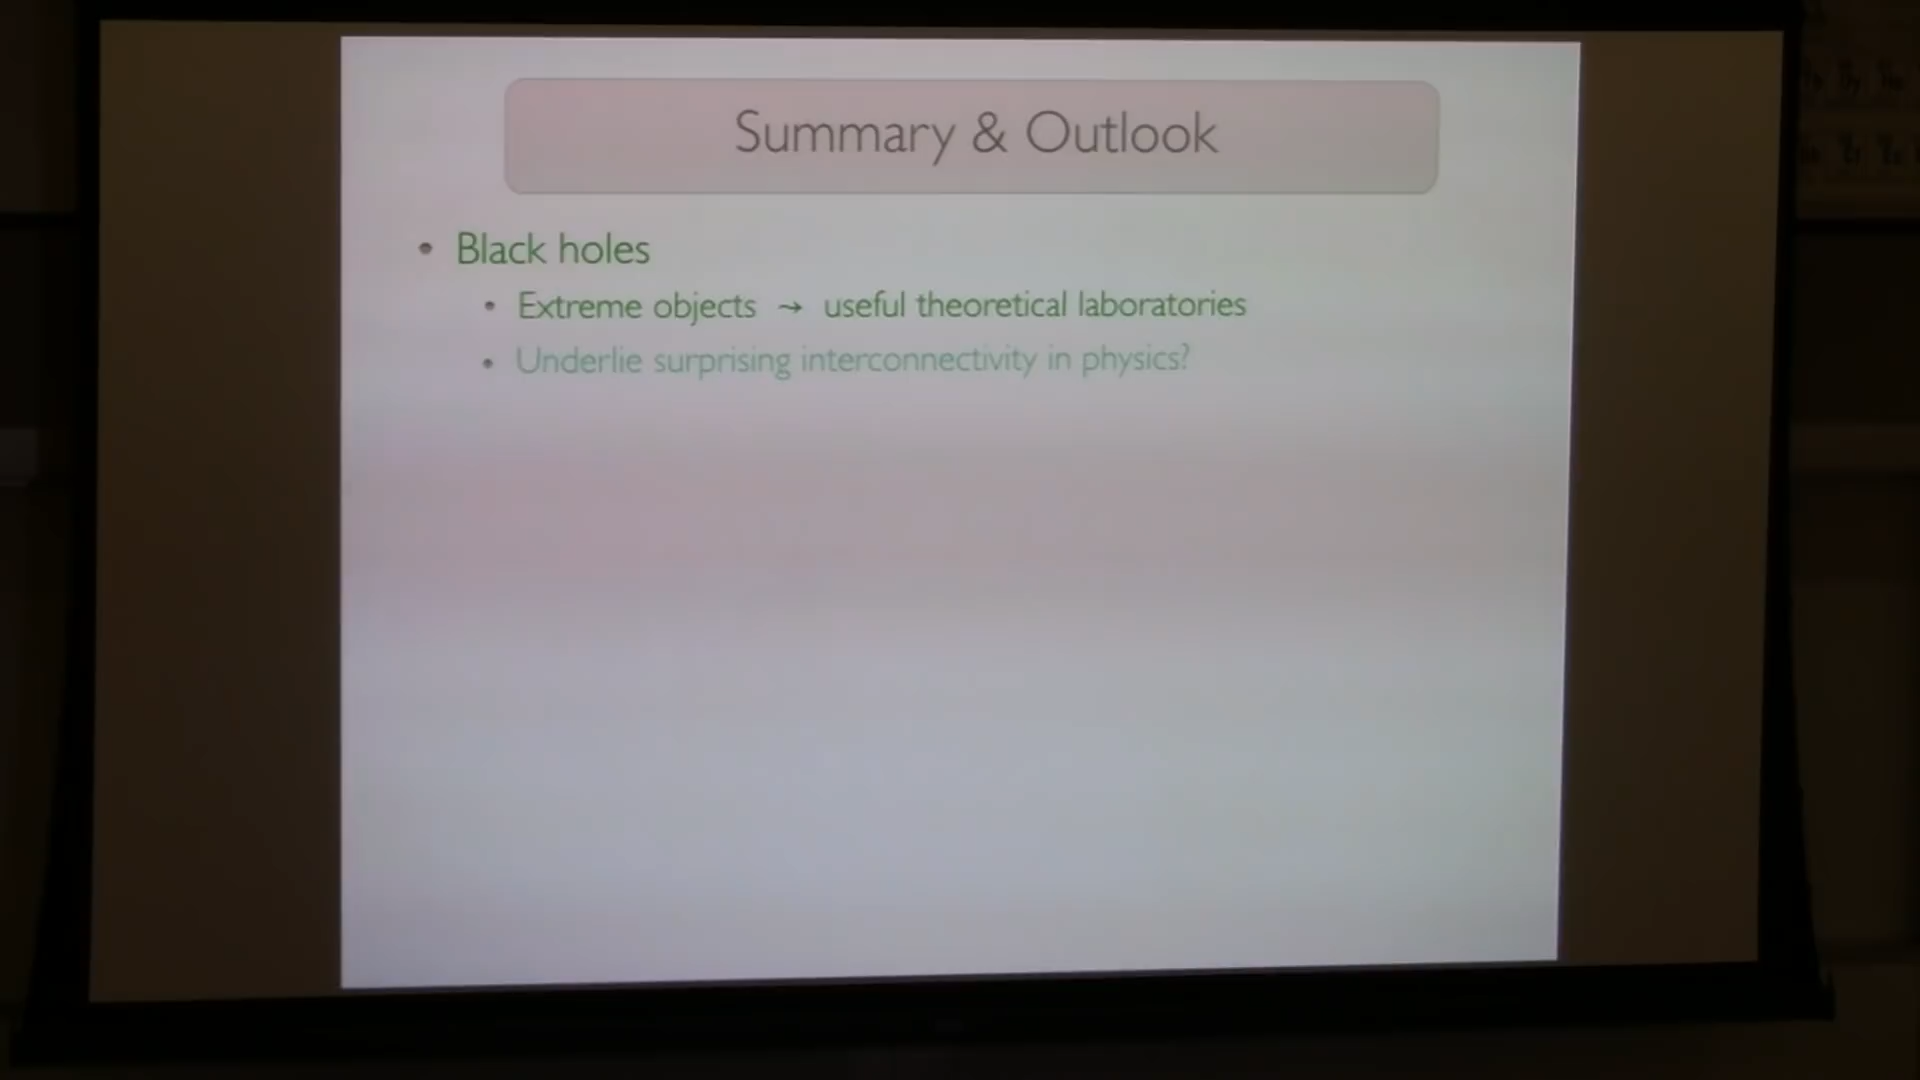 Summary & Outlook
• Black holes
• Extreme objects → useful theoretical laboratories
• Underlie surprising interconnectivity in physics?